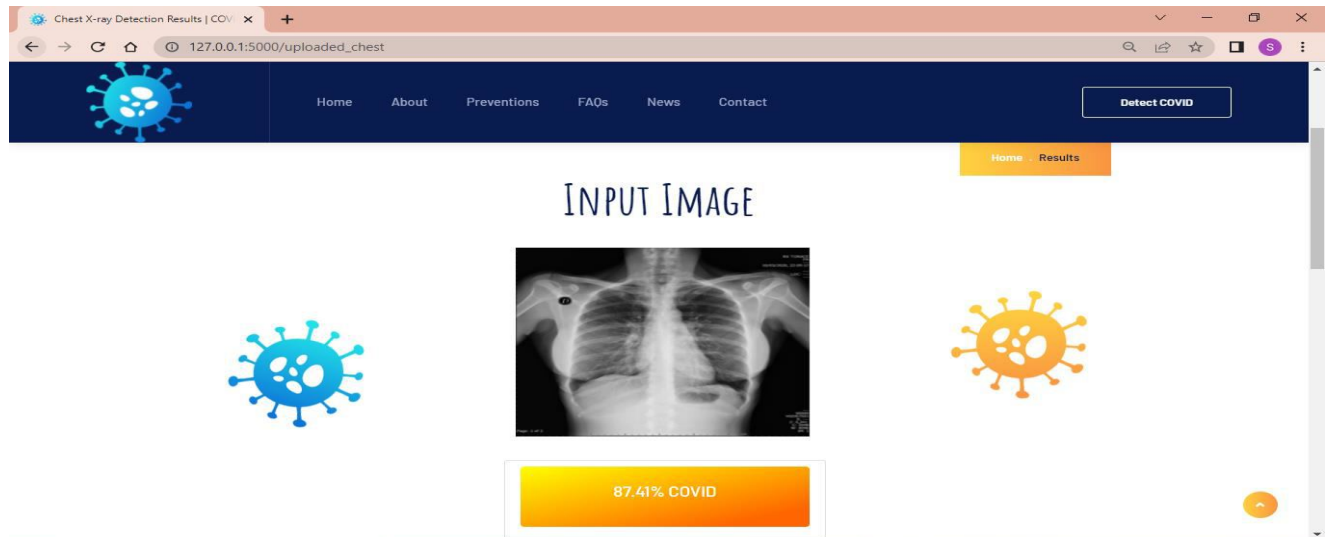 Chest X-ray Detection Results | COV
127.0.0.1:5000/uploaded_chest
S
Home About Preventions FAQs News Contact
Detect COVID
Home . Results
INPUT IMAGE
87.41% COVID